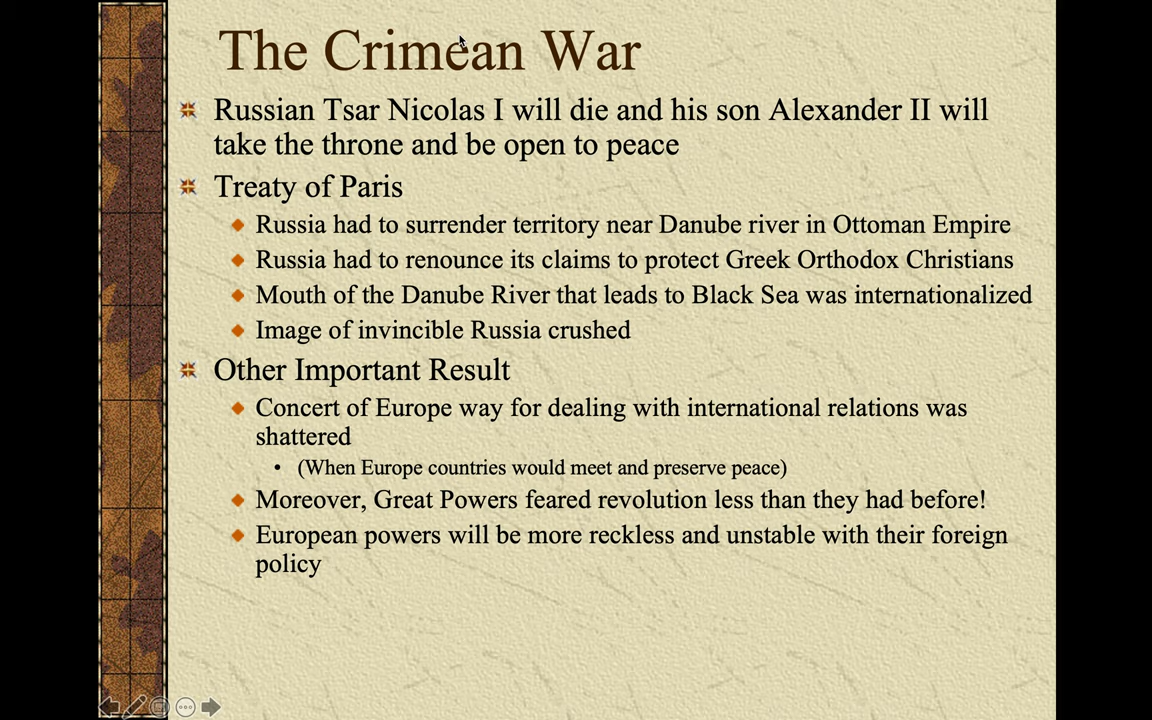 The Crimean War
Russian Tsar Nicolas I will die and his son Alexander II will
take the throne and be open to peace
Treaty of Paris
Russia had to surrender territory near Danube river in Ottoman Empire
Russia had to renounce its claims to protect Greek Orthodox Christians
Mouth of the Danube River that leads to Black Sea was internationalized
Image of invincible Russia crushed
Other Important Result
Concert of Europe way for dealing with international relations was
shattered
(When Europe countries would meet and preserve peace)
Moreover, Great Powers feared revolution less than they had before!
European powers will be more reckless and unstable with their foreign
policy